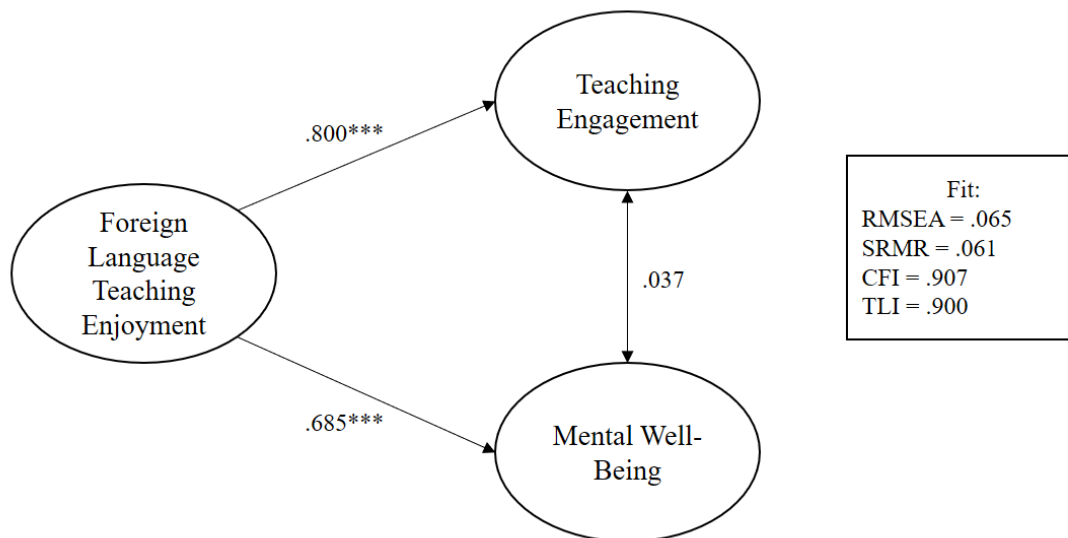 Teaching
Engagement
.800***
Foreign
Language
Teaching
Enjoyment
.037
.685***
Mental Well-
Being
Fit:
RMSEA = .065
SRMR = .061
CFI = .907
TLI = .900